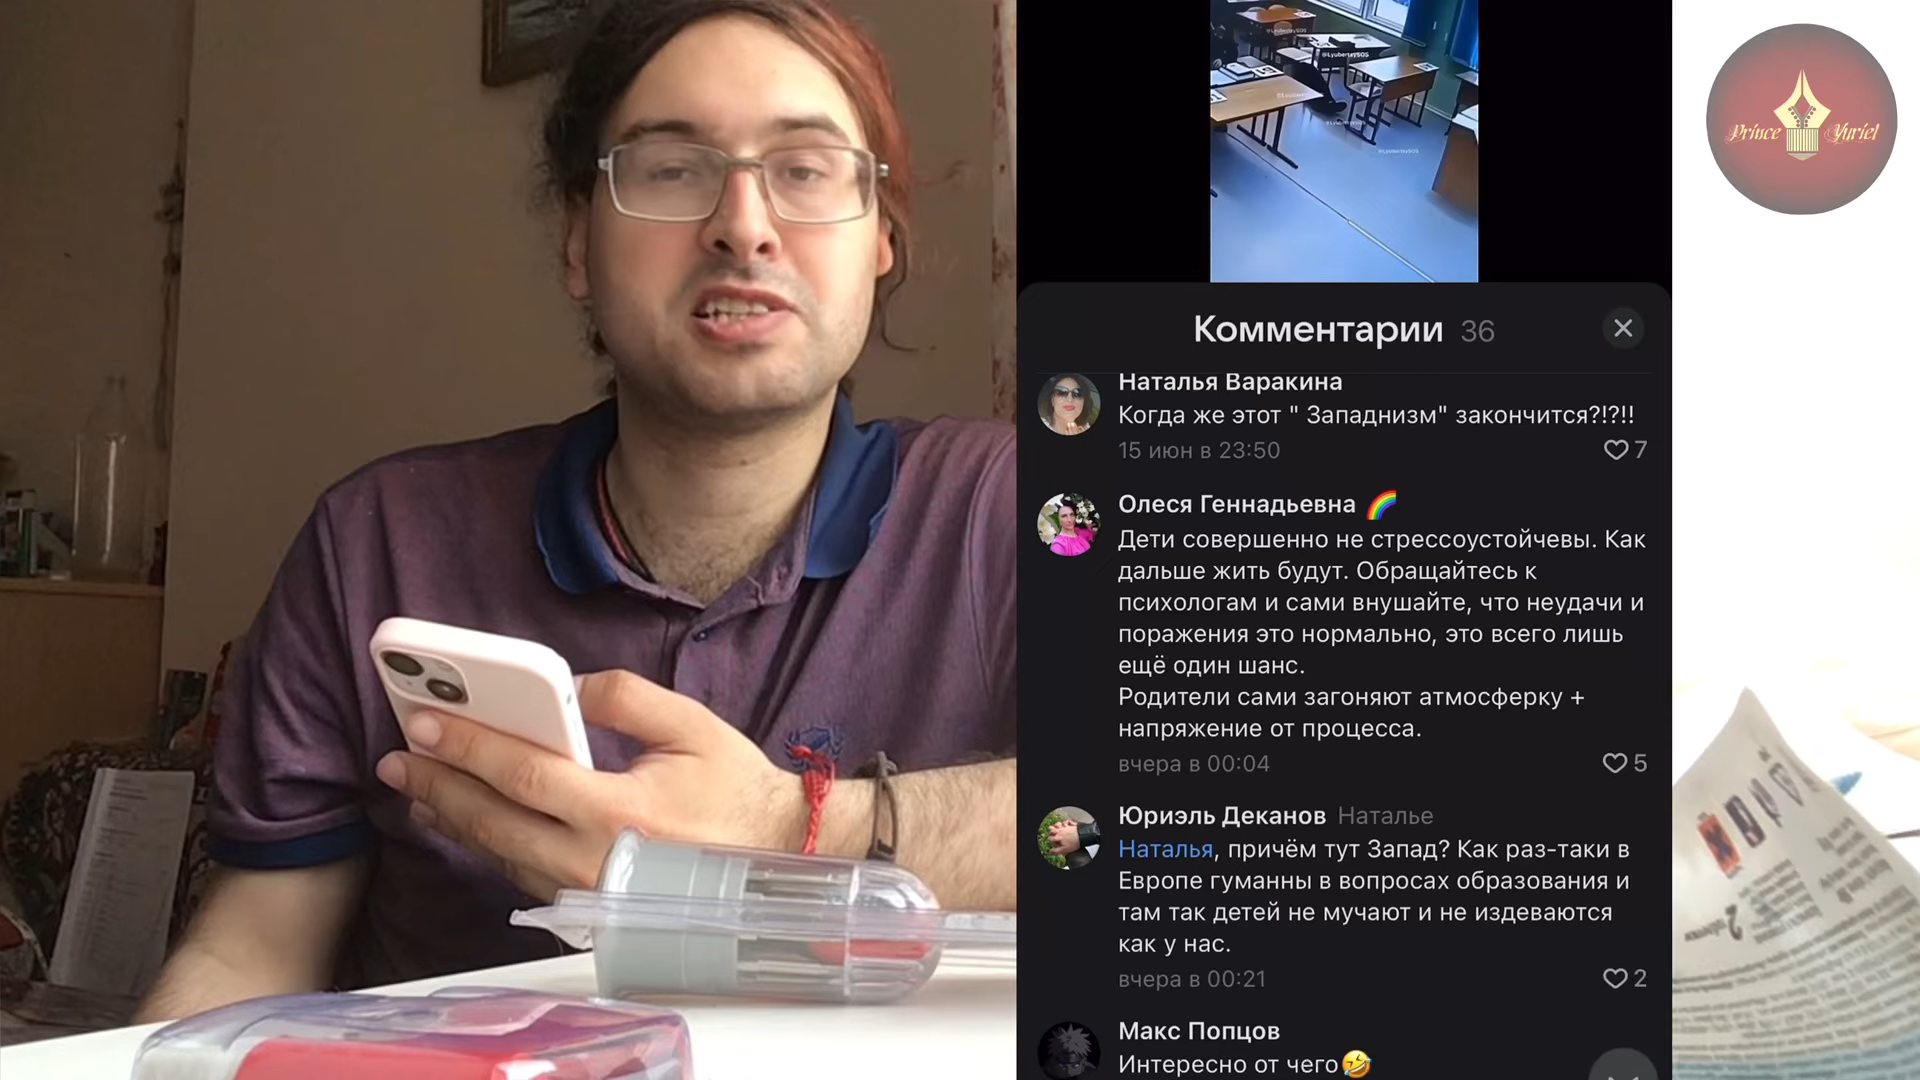 @LyubertsySOS
@LyubertsySOS
@LyubertsySOS
Prince Yuriel
Комментарии 36
Наталья Варакина
Когда же этот " Западнизм" закончится?!?!!
15 июн в 23:50
7
Олеся Геннадьевна 🌈
Дети совершенно не стрессоустойчевы. Как
дальше жить будут. Обращайтесь к
психологам и сами внушайте, что неудачи и
поражения это нормально, это всего лишь
ещё один шанс.
Родители сами загоняют атмосферку +
напряжение от процесса.
вчера в 00:04
5
Юриэль Деканов Наталье
Наталья, причём тут Запад? Как раз-таки в
Европе гуманны в вопросах образования и
там так детей не мучают и не издеваются
как у нас.
вчера в 00:21
2
Макс Попцов
Интересно от чего🤣